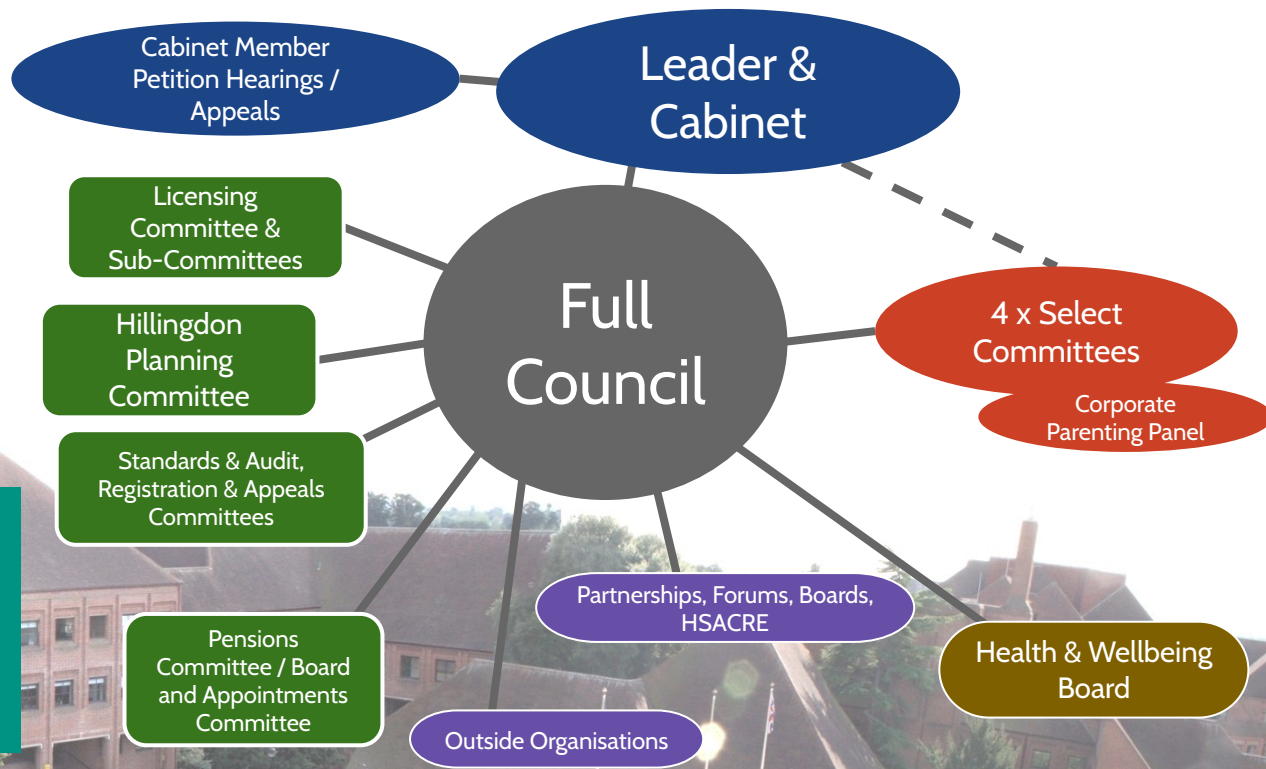 Cabinet Member
Petition Hearings /
Appeals
Leader &
Cabinet
Licensing
Committee &
Sub-Committees
Hillingdon
Planning
Committee
Full
Council
4 x Select
Committees
Corporate
Parenting Panel
Standards & Audit,
Registration & Appeals
Committees
Pensions
Committee / Board
and Appointments
Committee
Partnerships, Forums, Boards,
HSACRE
Outside Organisations
Health & Wellbeing
Board